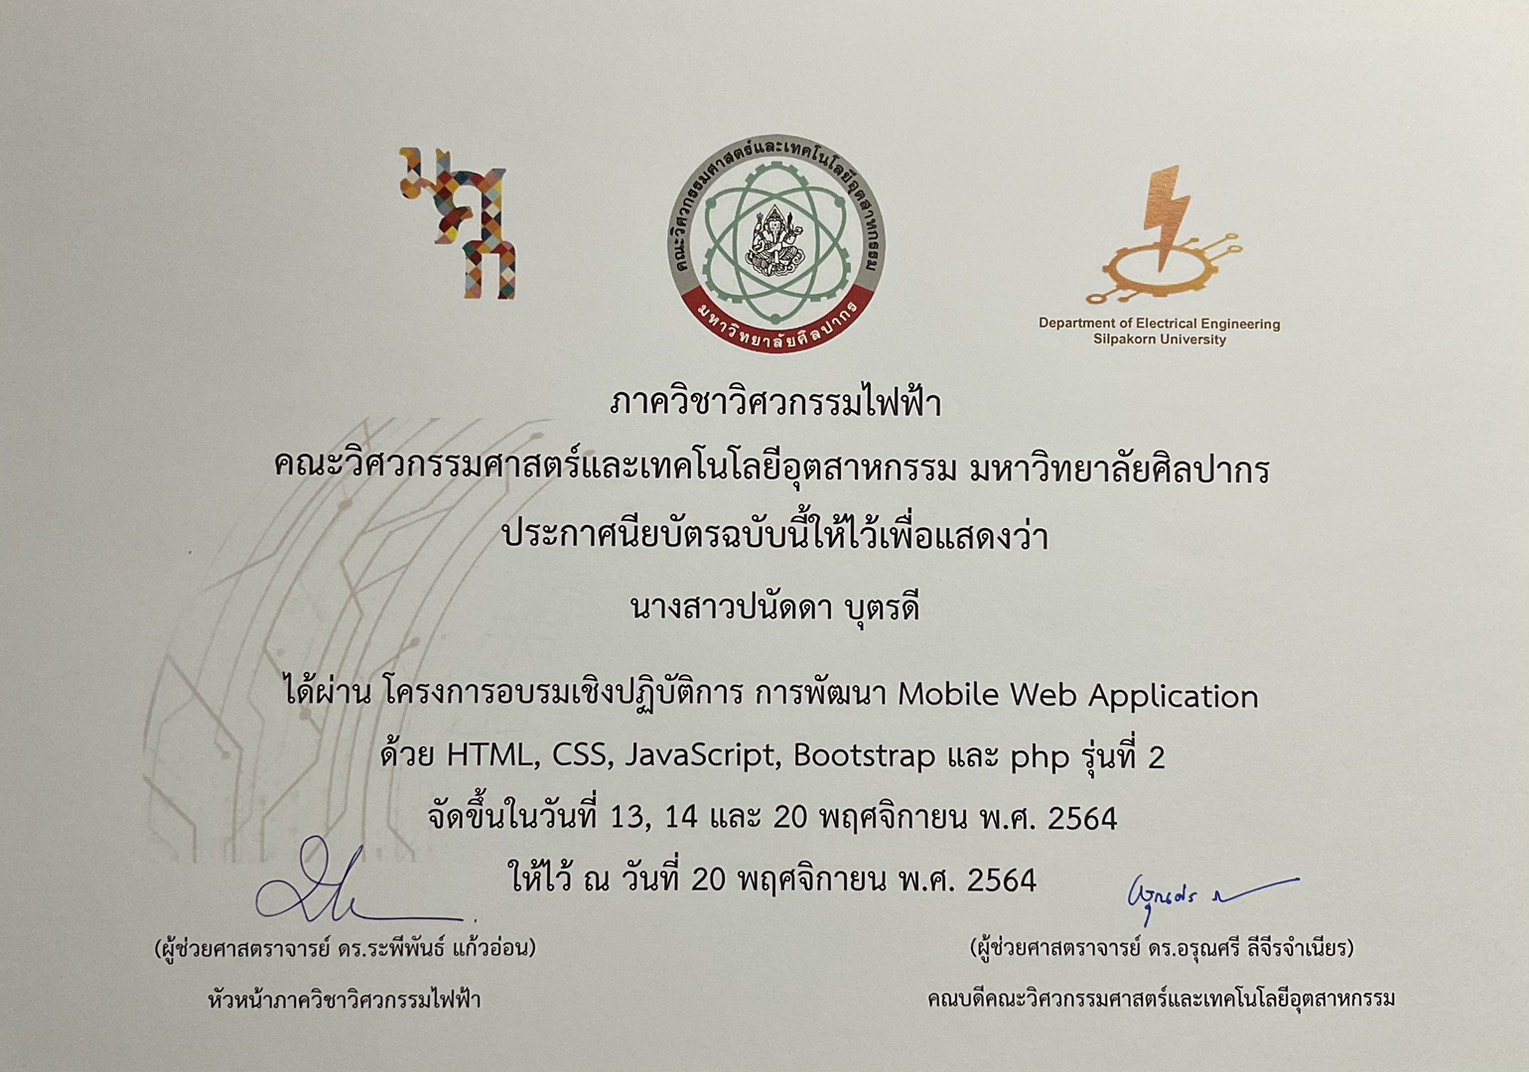 มศก
คณะวิศวกรรมศาสตร์และเทคโนโลยีอุตสาหกรรม
มหาวิทยาลัยศิลปากร
Department of Electrical Engineering
Silpakorn University
ภาควิชาวิศวกรรมไฟฟ้า
คณะวิศวกรรมศาสตร์และเทคโนโลยีอุตสาหกรรม มหาวิทยาลัยศิลปากร
ประกาศนียบัตรฉบับนี้ให้ไว้เพื่อแสดงว่า
นางสาวปนัดดา บุตรดี
ได้ผ่าน โครงการอบรมเชิงปฏิบัติการ การพัฒนา Mobile Web Application
ด้วย HTML, CSS, JavaScript, Bootstrap และ php รุ่นที่ 2
จัดขึ้นในวันที่ 13, 14 และ 20 พฤศจิกายน พ.ศ. 2564
ให้ไว้ ณ วันที่ 20 พฤศจิกายน พ.ศ. 2564
(ผู้ช่วยศาสตราจารย์ ดร.ระพีพันธ์ แก้วอ่อน)
หัวหน้าภาควิชาวิศวกรรมไฟฟ้า
(ผู้ช่วยศาสตราจารย์ ดร.อรุณศรี ลีจีรจำเนียร)
คณบดีคณะวิศวกรรมศาสตร์และเทคโนโลยีอุตสาหกรรม